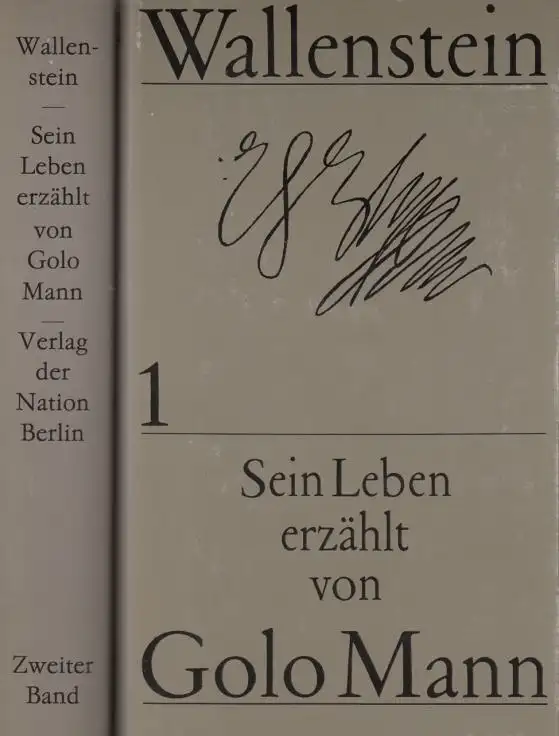 Wallen-
stein
Sein
Leben
erzählt
von
Golo
Mann
Verlag
der
Nation
Berlin
Zweiter
Band
Wallenstein
1
Sein Leben
erzählt
von
Golo Mann